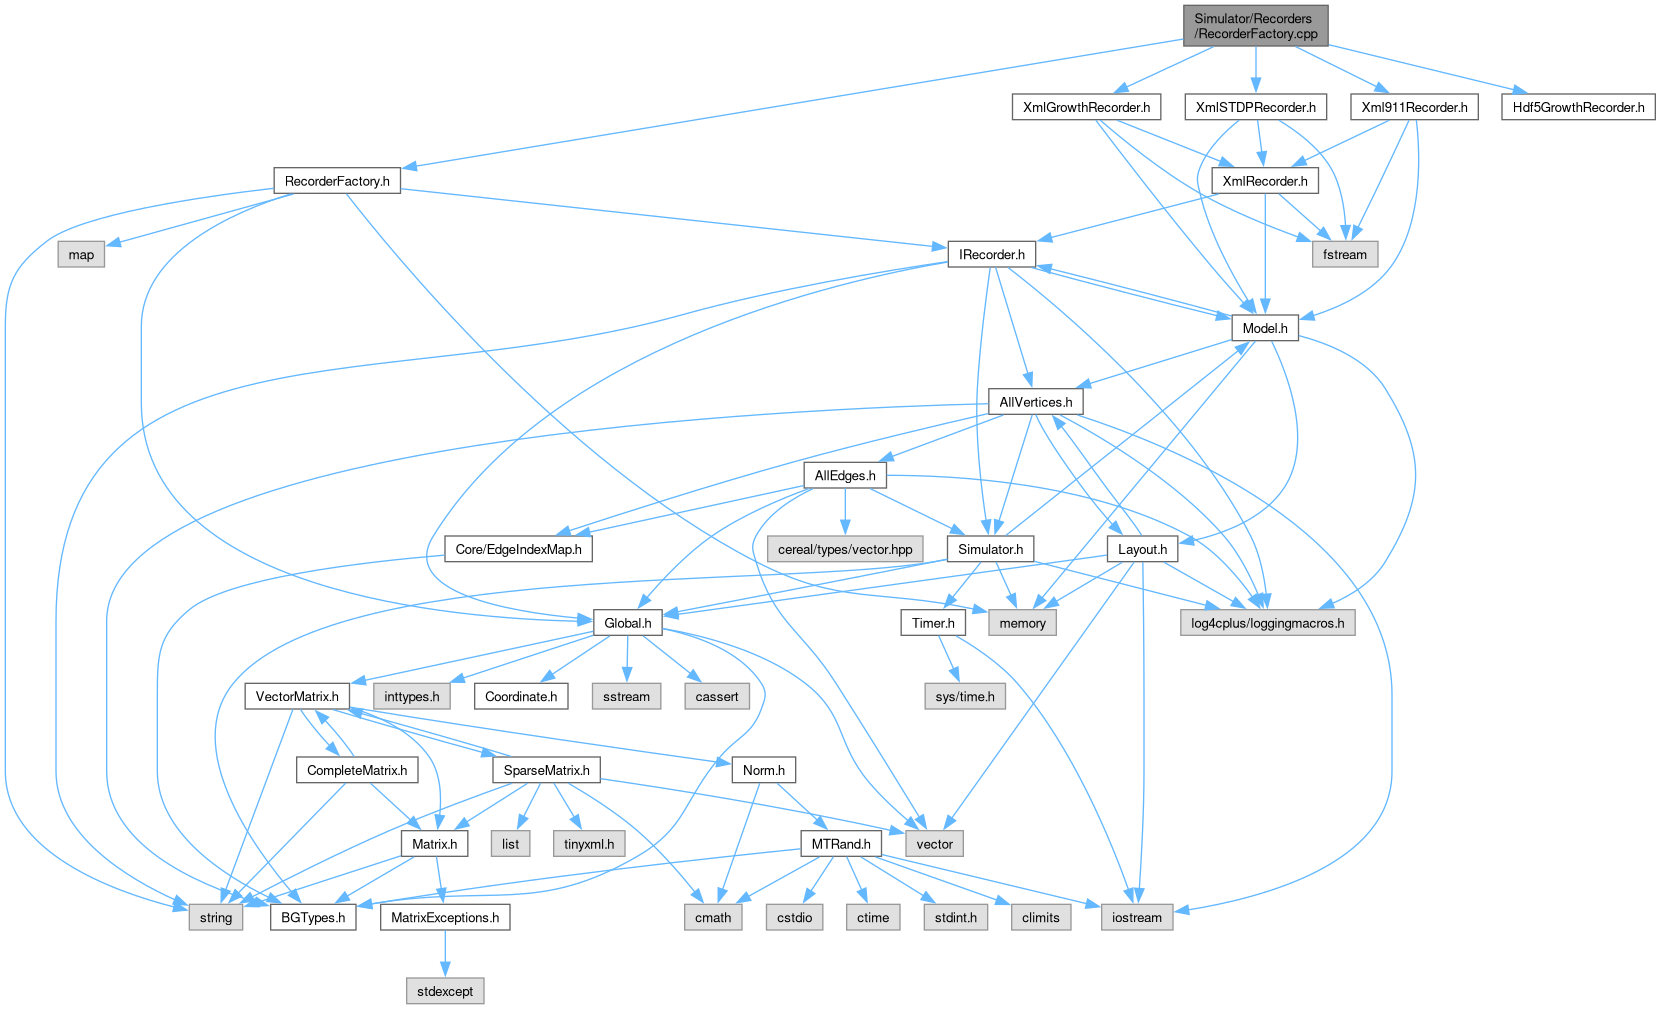 Simulator/Recorders
/RecorderFactory.cpp
XmlGrowthRecorder.h
XmlSTDPRecorder.h
Xml911Recorder.h
Hdf5GrowthRecorder.h
RecorderFactory.h
XmlRecorder.h
map
IRecorder.h
fstream
Model.h
AllVertices.h
AllEdges.h
Core/EdgeIndexMap.h
cereal/types/vector.hpp
Simulator.h
Layout.h
Global.h
Timer.h
memory
log4cplus/loggingmacros.h
VectorMatrix.h
inttypes.h
Coordinate.h
sstream
cassert
sys/time.h
CompleteMatrix.h
SparseMatrix.h
Norm.h
Matrix.h
list
tinyxml.h
MTRand.h
vector
string
BGTypes.h
MatrixExceptions.h
cmath
cstdio
ctime
stdint.h
climits
iostream
stdexcept